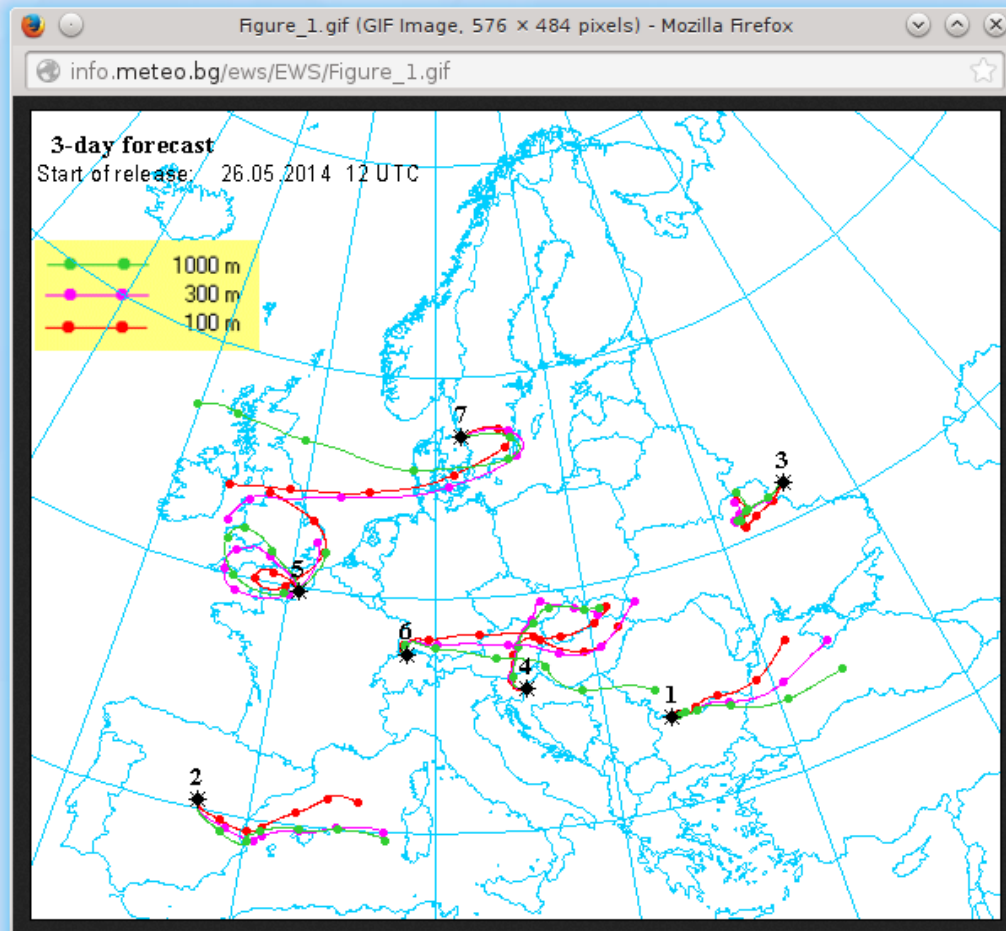 Figure_1.gif (GIF Image, 576 × 484 pixels) - Mozilla Firefox
info.meteo.bg/ews/EWS/Figure_1.gif
3-day forecast
Start of release: 26.05.2014 12 UTC
1000 m
300 m
100 m
7
3
5
6
4
1
2